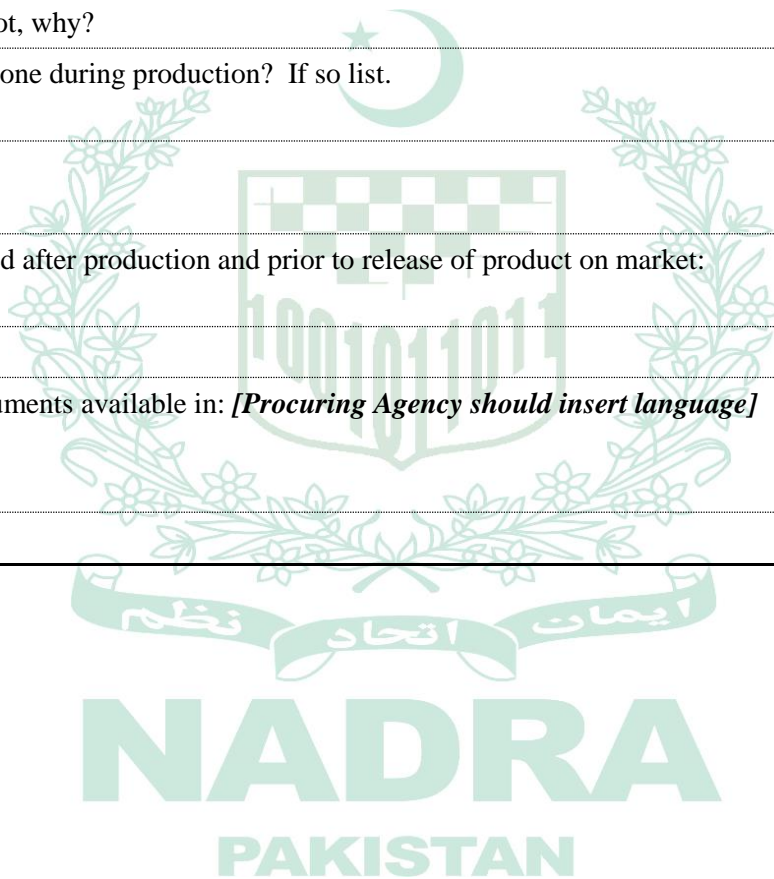 ot, why?
one during production? If so list.
d after production and prior to release of product on market:
1001011011
uments available in: [Procuring Agency should insert language]
ایمان اتحاد نظم
NADRA
PAKISTAN